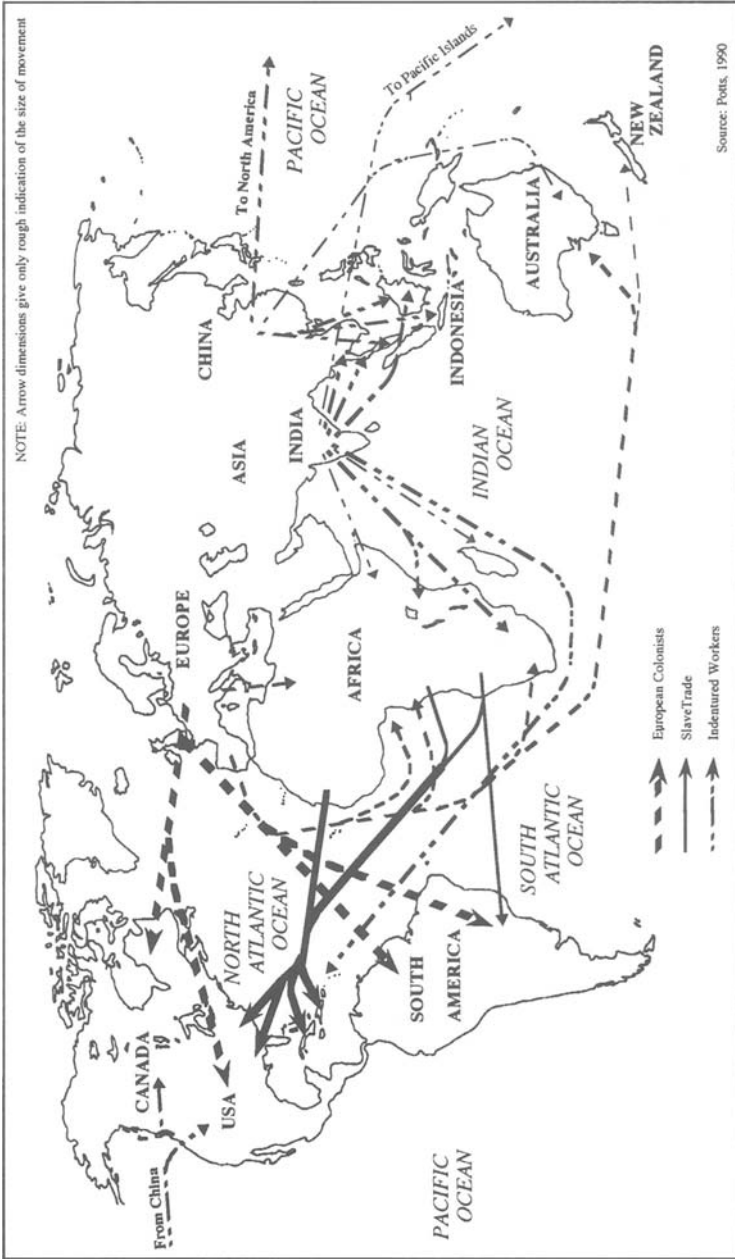 NOTE: Arrow dimensions give only rough indication of the size of movement
From China
CANADA
USA
NORTH
ATLANTIC
OCEAN
PACIFIC
OCEAN
SOUTH
AMERICA
SOUTH
ATLANTIC
OCEAN
EUROPE
AFRICA
ASIA
INDIA
CHINA
INDIAN
OCEAN
INDONESIA
To North America
PACIFIC
OCEAN
To Pacific Islands
AUSTRALIA
NEW
ZEALAND
European Colonists
SlaveTrade
Indentured Workers
Source: Potts, 1990